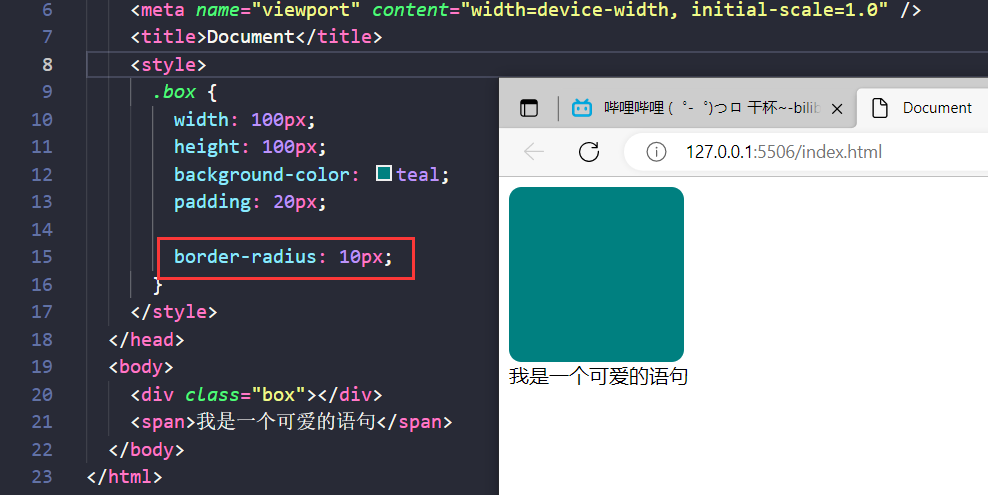 6 <meta name="viewport" content="width=device-width, initial-scale=1.0" />
7 <title>Document</title>
8 <style>
9 .box {
10 width: 100px;
11 height: 100px;
12 background-color: teal;
13 padding: 20px;
14
15 border-radius: 10px;
16 }
17 </style>
18 </head>
19 <body>
20 <div class="box"></div>
21 <span>我是一个可爱的语句</span>
22 </body>
23 </html>
哔哩哔哩 ( ゜- ゜)つロ 干杯~-bilib
Document
127.0.0.1:5506/index.html
我是一个可爱的语句